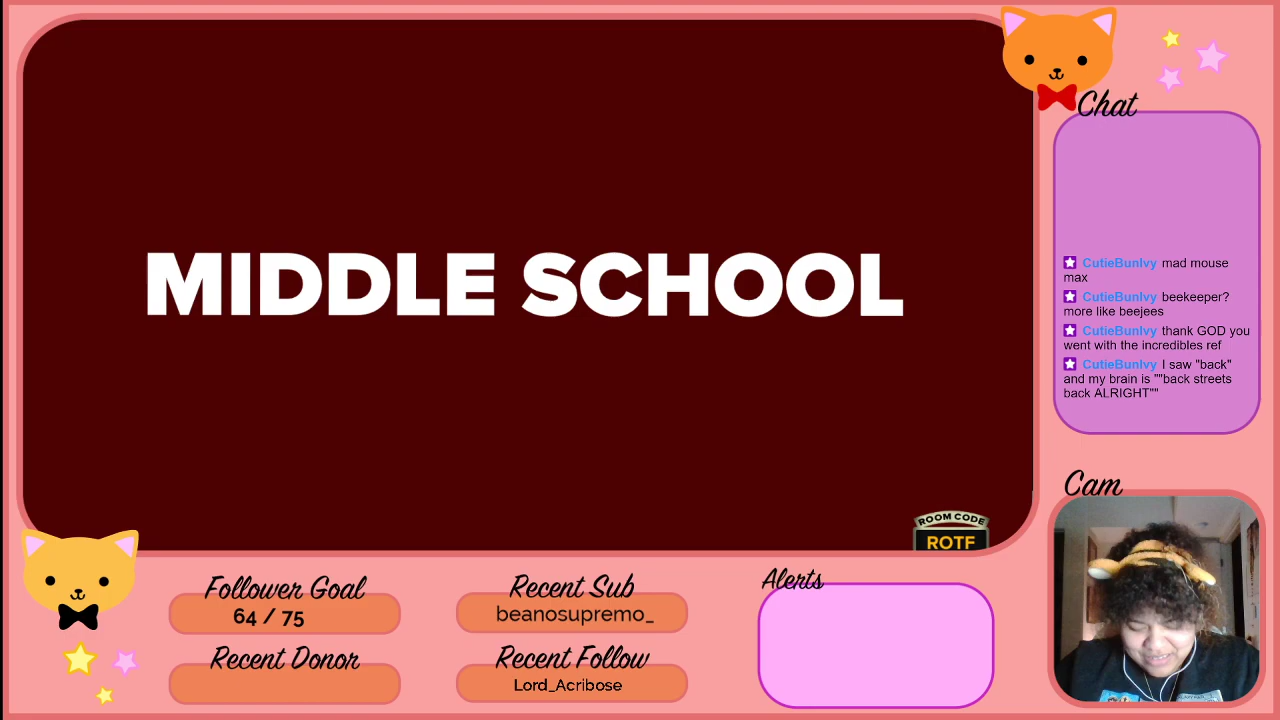 MIDDLE SCHOOL
ROOM CODE
ROTF
Chat
CutieBunIvy mad mouse
max
CutieBunIvy beekeeper?
more like beejees
CutieBunIvy thank GOD you
went with the incredibles ref
CutieBunIvy I saw "back"
and my brain is ""back streets
back ALRIGHT""
Cam
Follower Goal
64 / 75
Recent Donor
Recent Sub
beanosupremo_
Recent Follow
Lord_Acribose
Alerts